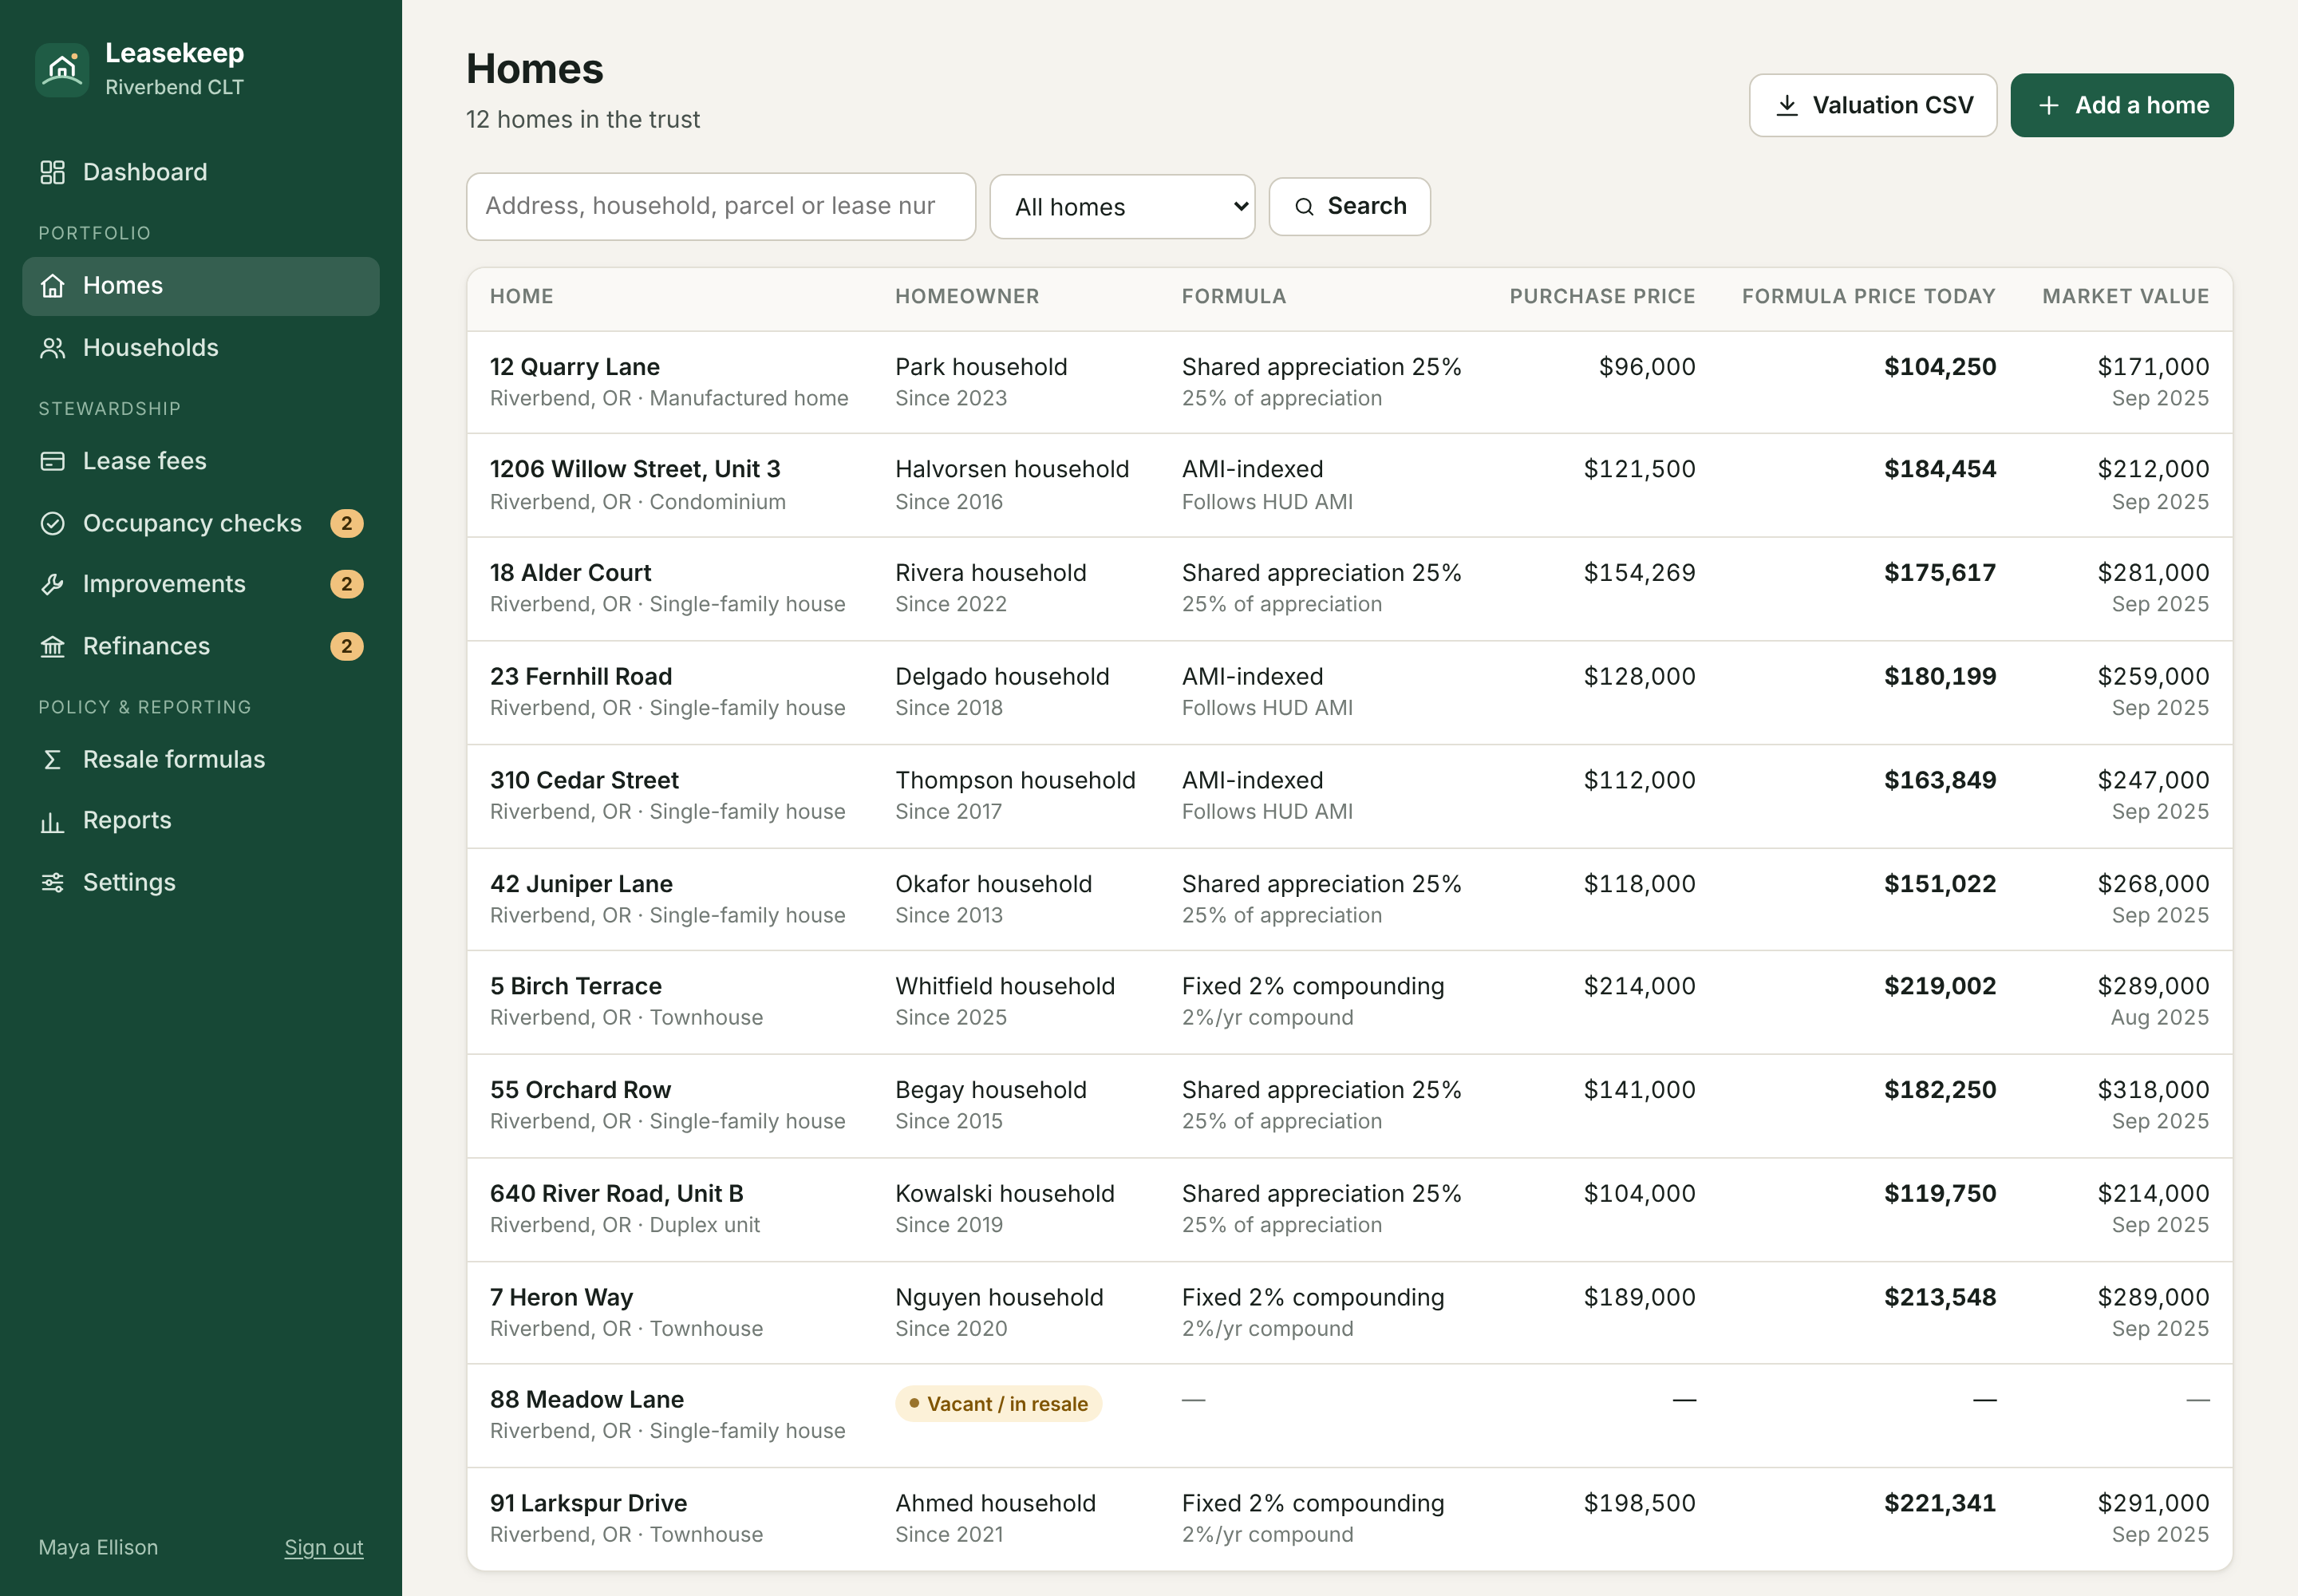 Leasekeep
Riverbend CLT
Dashboard
PORTFOLIO
Homes
Households
STEWARDSHIP
Lease fees
Occupancy checks 2
Improvements 2
Refinances 2
POLICY & REPORTING
Resale formulas
Reports
Settings
Maya Ellison Sign out
Homes
12 homes in the trust
Valuation CSV
Add a home
Address, household, parcel or lease nur
All homes
Search
HOME HOMEOWNER FORMULA PURCHASE PRICE FORMULA PRICE TODAY MARKET VALUE
12 Quarry Lane Park household Shared appreciation 25% $96,000 $104,250 $171,000
Riverbend, OR · Manufactured home Since 2023 25% of appreciation Sep 2025
1206 Willow Street, Unit 3 Halvorsen household AMI-indexed $121,500 $184,454 $212,000
Riverbend, OR · Condominium Since 2016 Follows HUD AMI Sep 2025
18 Alder Court Rivera household Shared appreciation 25% $154,269 $175,617 $281,000
Riverbend, OR · Single-family house Since 2022 25% of appreciation Sep 2025
23 Fernhill Road Delgado household AMI-indexed $128,000 $180,199 $259,000
Riverbend, OR · Single-family house Since 2018 Follows HUD AMI Sep 2025
310 Cedar Street Thompson household AMI-indexed $112,000 $163,849 $247,000
Riverbend, OR · Single-family house Since 2017 Follows HUD AMI Sep 2025
42 Juniper Lane Okafor household Shared appreciation 25% $118,000 $151,022 $268,000
Riverbend, OR · Single-family house Since 2013 25% of appreciation Sep 2025
5 Birch Terrace Whitfield household Fixed 2% compounding $214,000 $219,002 $289,000
Riverbend, OR · Townhouse Since 2025 2%/yr compound Aug 2025
55 Orchard Row Begay household Shared appreciation 25% $141,000 $182,250 $318,000
Riverbend, OR · Single-family house Since 2015 25% of appreciation Sep 2025
640 River Road, Unit B Kowalski household Shared appreciation 25% $104,000 $119,750 $214,000
Riverbend, OR · Duplex unit Since 2019 25% of appreciation Sep 2025
7 Heron Way Nguyen household Fixed 2% compounding $189,000 $213,548 $289,000
Riverbend, OR · Townhouse Since 2020 2%/yr compound Sep 2025
88 Meadow Lane Vacant / in resale — — — —
Riverbend, OR · Single-family house
91 Larkspur Drive Ahmed household Fixed 2% compounding $198,500 $221,341 $291,000
Riverbend, OR · Townhouse Since 2021 2%/yr compound Sep 2025